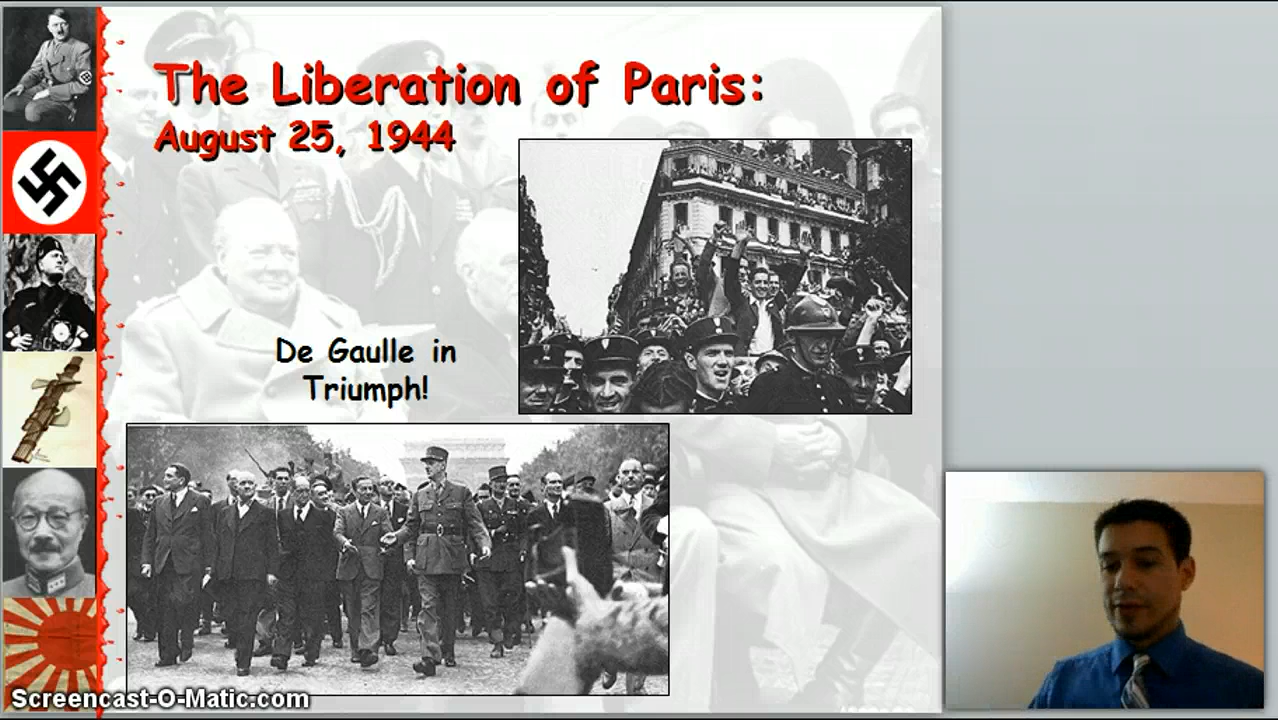 The Liberation of Paris:
August 25, 1944
De Gaulle in
Triumph!
Screencast-O-Matic.com